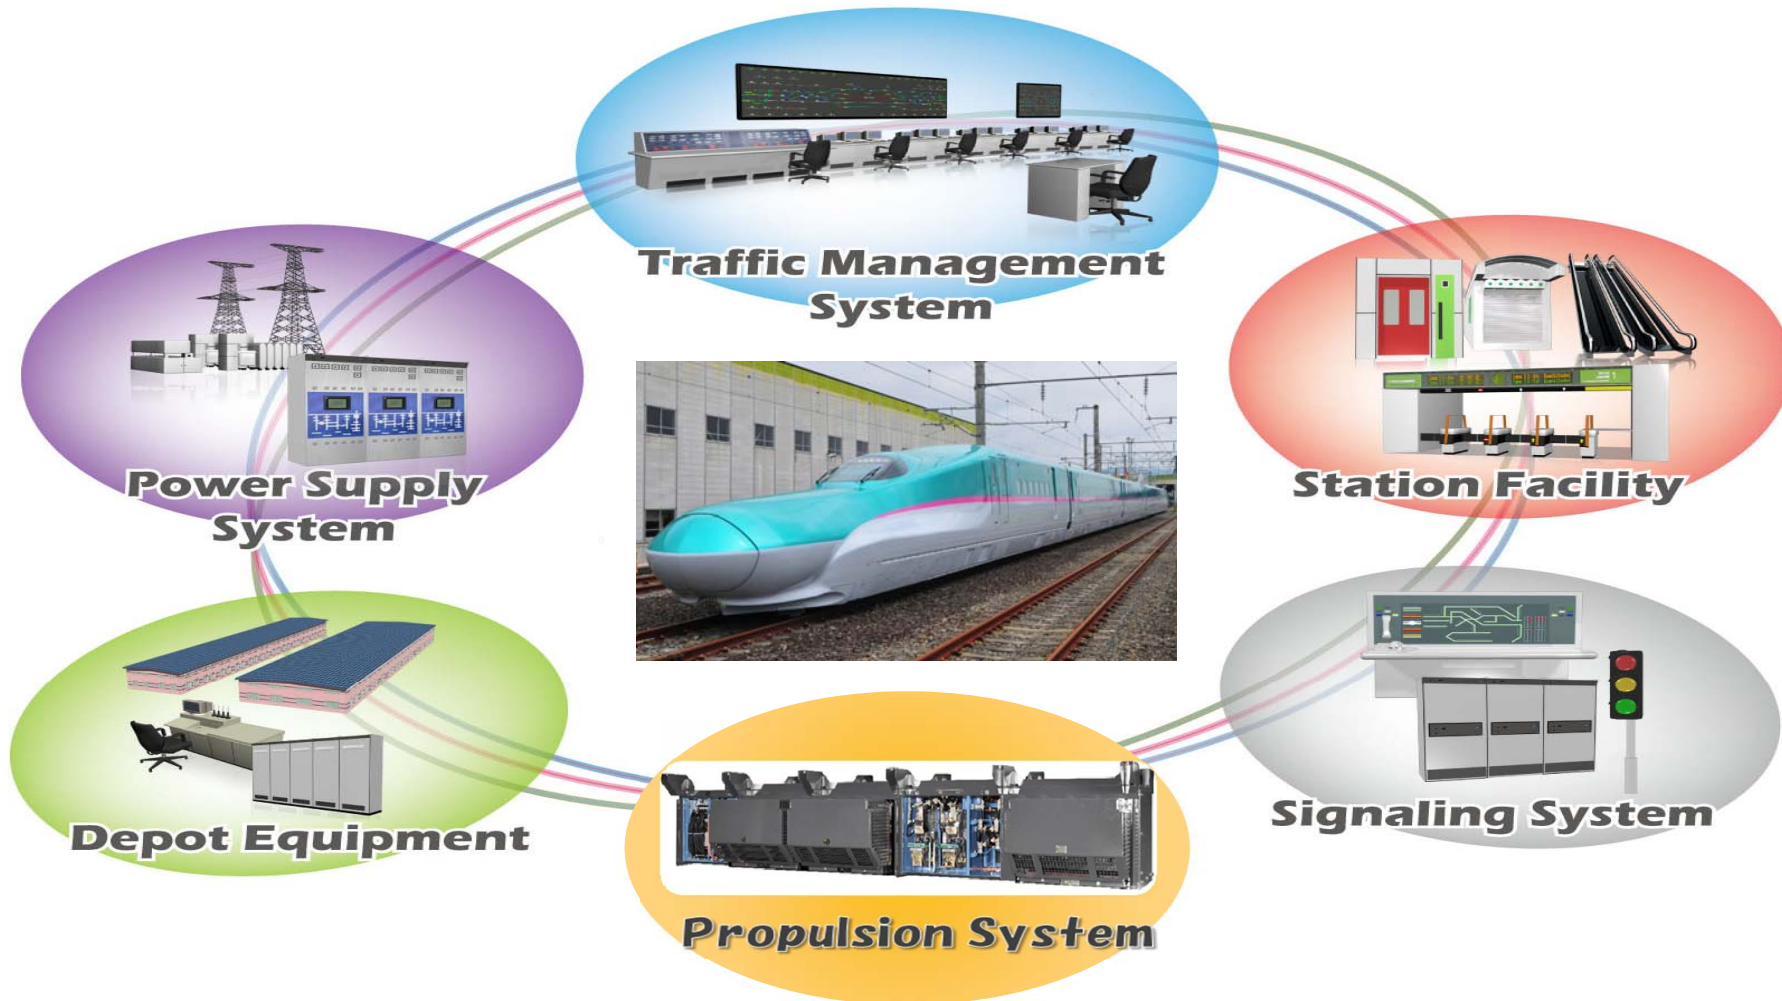 Traffic Management
System
Power Supply
System
Station Facility
Depot Equipment
Signaling System
Propulsion System